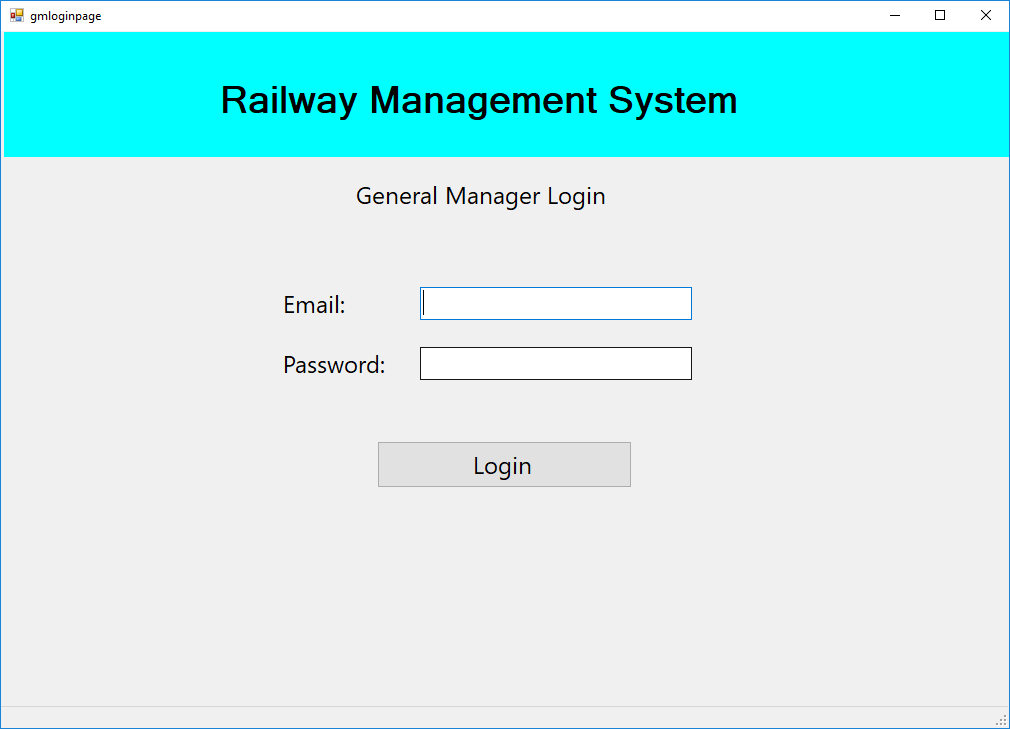 gmloginpage
Railway Management System
General Manager Login
Email:
Password:
Login